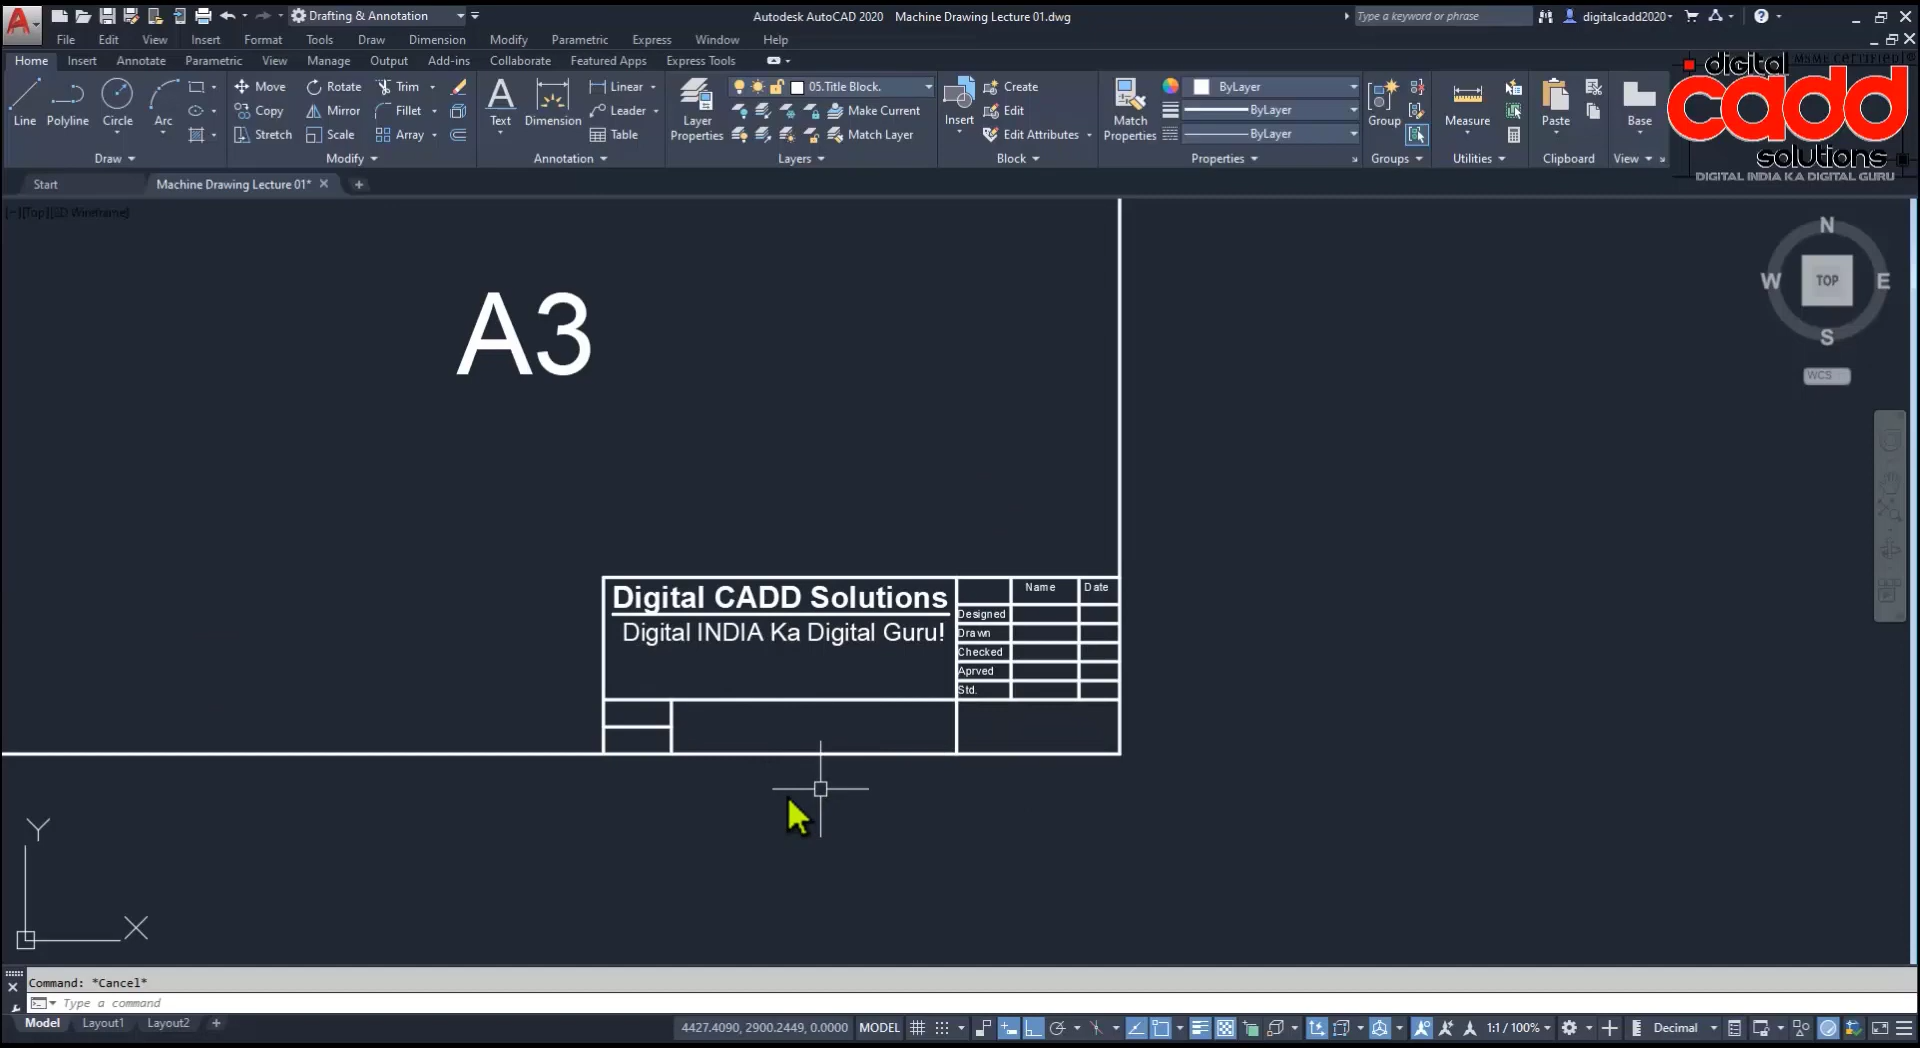 Drafting & Annotation
Autodesk AutoCAD 2020 Machine Drawing Lecture 01.dwg
Type a keyword or phrase
digitalcadd2020
File Edit View Insert Format Tools Draw Dimension Modify Parametric Express Window Help
Home Insert Annotate Parametric View Manage Output Add-ins Collaborate Featured Apps Express Tools
MSME Certified
digital
cadd
solutions
DIGITAL INDIA KA DIGITAL GURU
Move Rotate Trim Linear 05.Title Block. Create ByLayer
Copy Mirror Fillet Leader Make Current Edit ByLayer
Line Polyline Circle Arc Text Dimension Layer Properties Insert Match Properties Group Measure Paste Base
Stretch Scale Array Table Match Layer Edit Attributes ByLayer
Draw Modify Annotation Layers Block Properties Groups Utilities Clipboard View
Start Machine Drawing Lecture 01*
[−][Top][2D Wireframe]
N
W TOP E
S
WCS
A3
Digital CADD Solutions
Digital INDIA Ka Digital Guru!
Name Date
Designed
Drawn
Checked
Aprved
Std.
Y
X
Command: *Cancel*
Type a command
Model Layout1 Layout2
4427.4090, 2900.2449, 0.0000 MODEL 1:1 / 100% Decimal